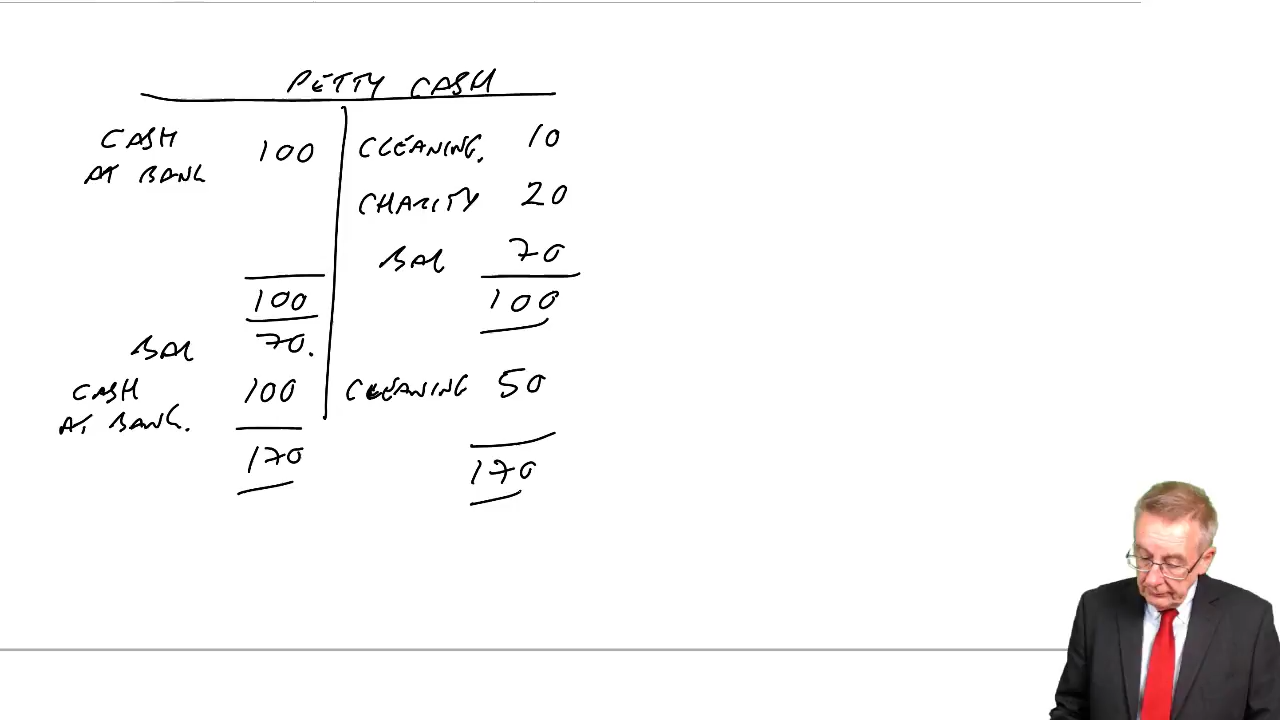 PETTY CASH
CASH 100 CLEANING. 10
AT BANK
CHARITY 20
BAL 70
100 100
BAL 70.
CASH 100 CLEANING 50
AT BANK.
170 170